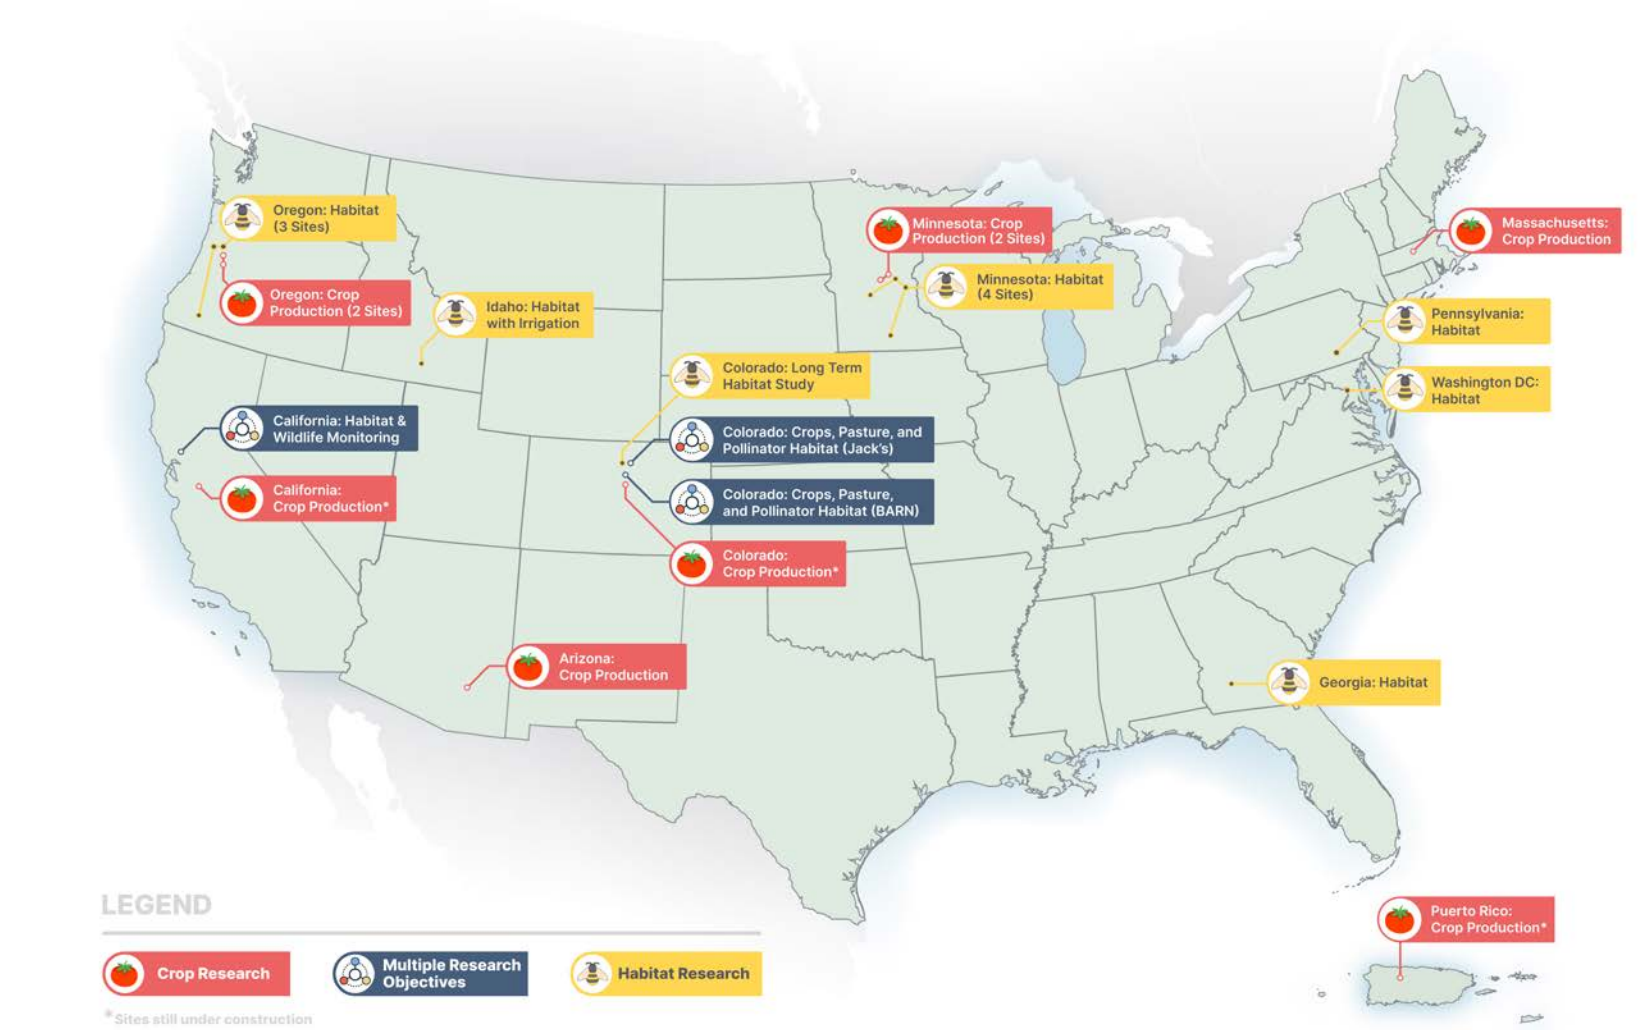 Oregon: Habitat
(3 Sites)
Oregon: Crop
Production (2 Sites)
Idaho: Habitat
with Irrigation
Minnesota: Crop
Production (2 Sites)
Minnesota: Habitat
(4 Sites)
Massachusetts:
Crop Production
Pennsylvania:
Habitat
Washington DC:
Habitat
Colorado: Long Term
Habitat Study
California: Habitat &
Wildlife Monitoring
Colorado: Crops, Pasture, and
Pollinator Habitat (Jack's)
California:
Crop Production*
Colorado: Crops, Pasture,
and Pollinator Habitat (BARN)
Colorado:
Crop Production*
Arizona:
Crop Production
Georgia: Habitat
Puerto Rico:
Crop Production*
LEGEND
Crop Research
Multiple Research
Objectives
Habitat Research
*Sites still under construction